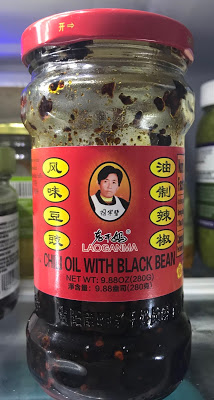 开
风味豆豉
油制辣椒
陶华碧
老干妈
LAOGANMA
CHILI OIL WITH BLACK BEAN
NET WT: 9.88OZ(280G)
淨含量：9.88盎司(280克)